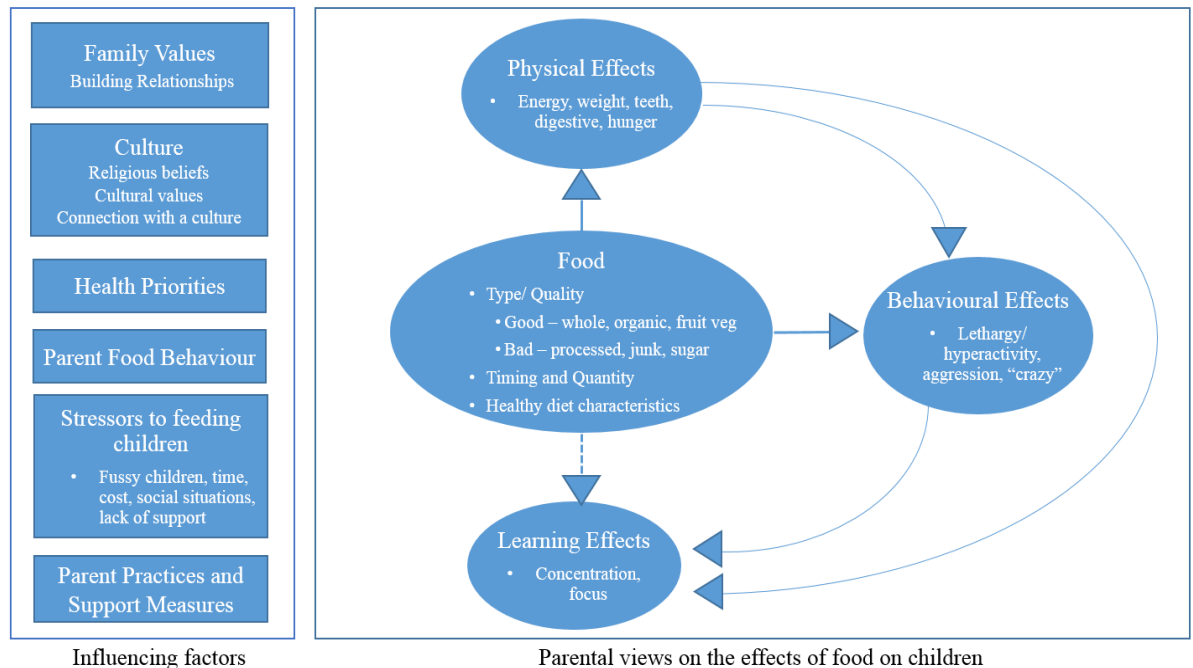 Family Values
Building Relationships
Culture
Religious beliefs
Cultural values
Connection with a culture
Health Priorities
Parent Food Behaviour
Stressors to feeding
children
• Fussy children, time,
cost, social situations,
lack of support
Parent Practices and
Support Measures
Influencing factors
Physical Effects
• Energy, weight, teeth,
digestive, hunger
Food
• Type/ Quality
• Good – whole, organic, fruit veg
• Bad – processed, junk, sugar
• Timing and Quantity
• Healthy diet characteristics
Behavioural Effects
• Lethargy/
hyperactivity,
aggression, “crazy”
Learning Effects
• Concentration,
focus
Parental views on the effects of food on children